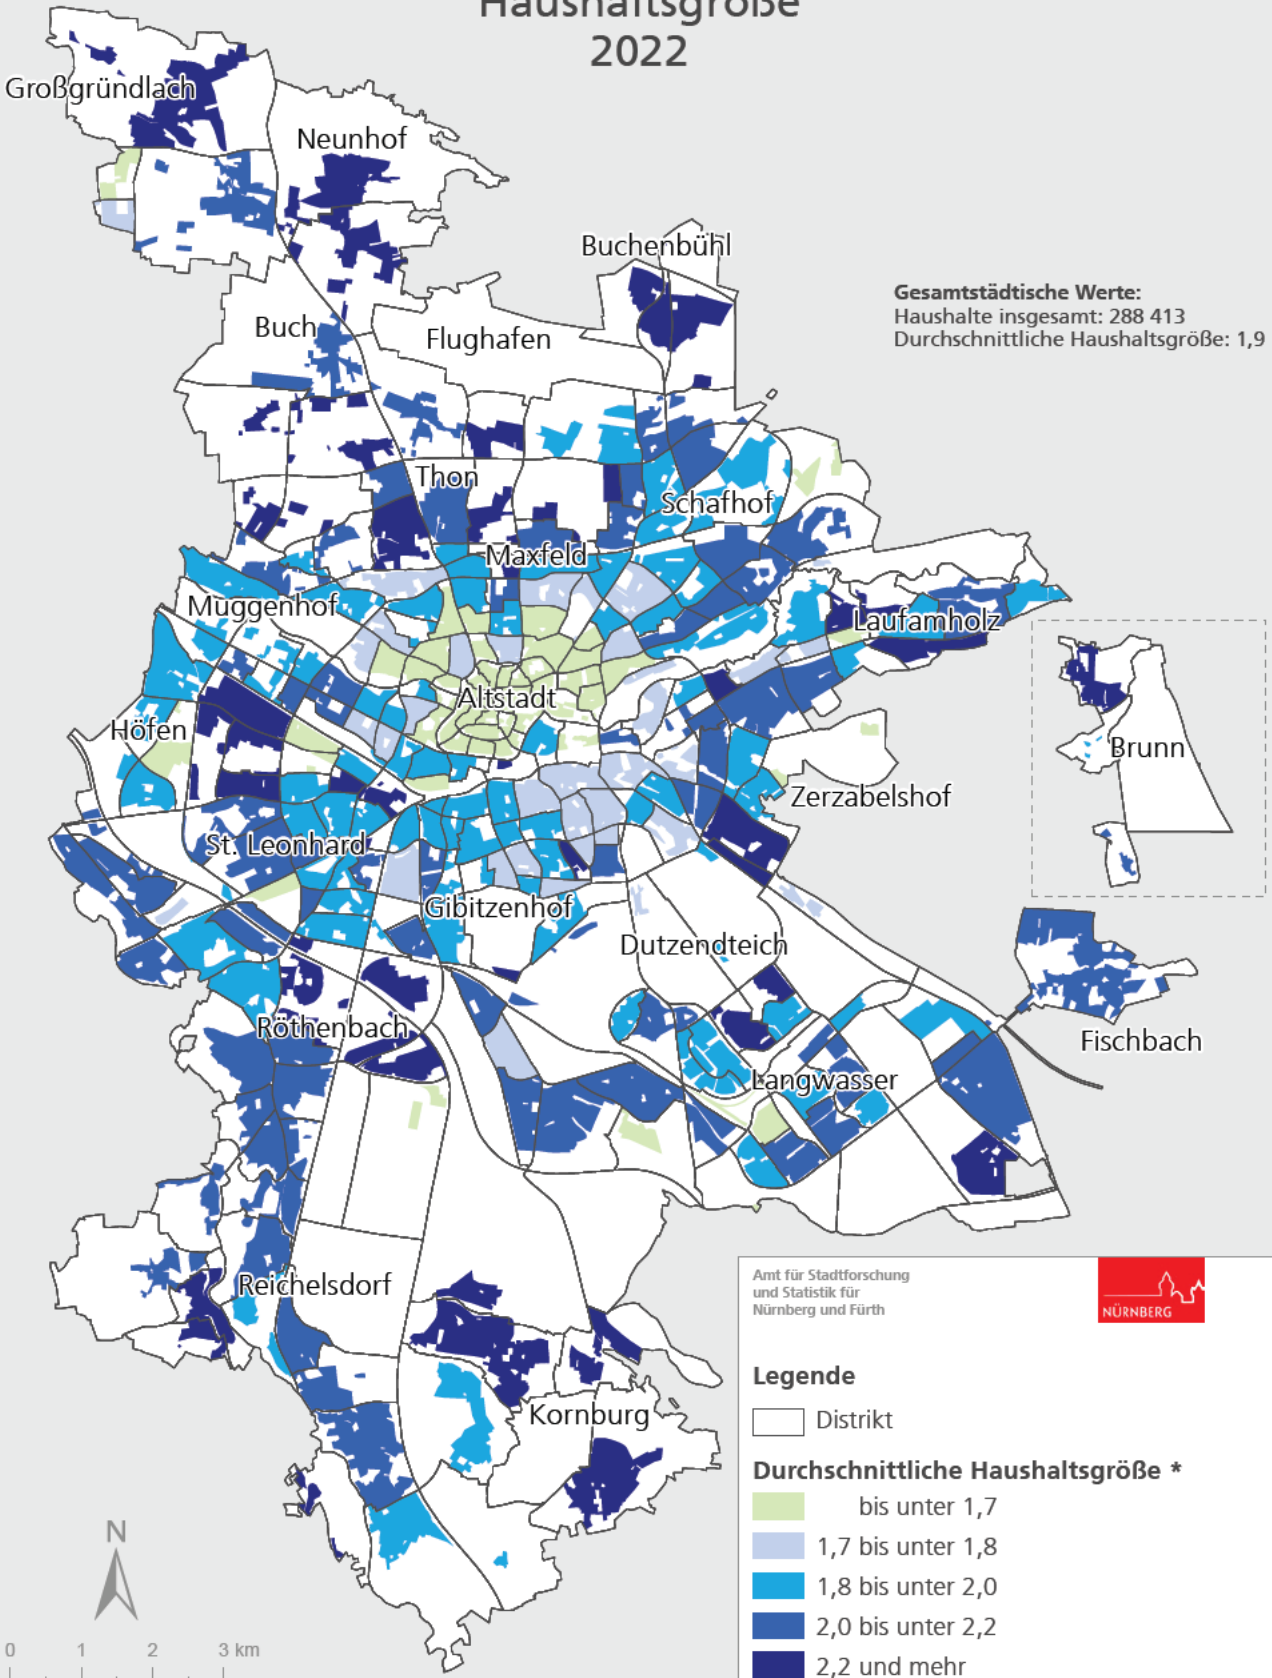 Haushaltsgröße
2022
Großgründlach
Neunhof
Buchenbühl
Gesamtstädtische Werte:
Haushalte insgesamt: 288 413
Durchschnittliche Haushaltsgröße: 1,9
Buch
Flughafen
Thon
Schafhof
Maxfeld
Muggenhof
Laufamholz
Altstadt
Höfen
Brunn
Zerzabelshof
St. Leonhard
Gibitzenhof
Dutzendteich
Röthenbach
Fischbach
Langwasser
Reichelsdorf
Kornburg
Amt für Stadtforschung
und Statistik für
Nürnberg und Fürth
NÜRNBERG
Legende
Distrikt
Durchschnittliche Haushaltsgröße *
bis unter 1,7
1,7 bis unter 1,8
1,8 bis unter 2,0
2,0 bis unter 2,2
2,2 und mehr
N
0 1 2 3 km